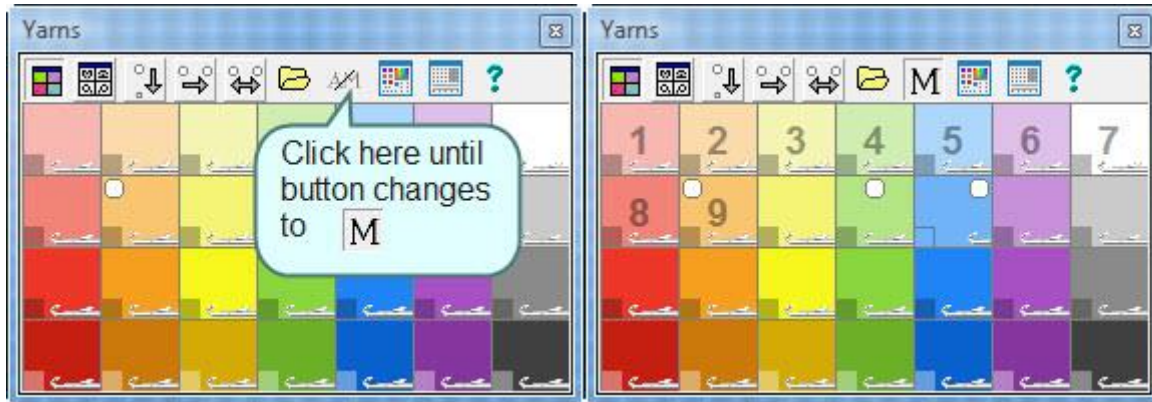 Yarns
Click here until
button changes
to M
Yarns
M ?
1 2 3 4 5 6 7
8 9